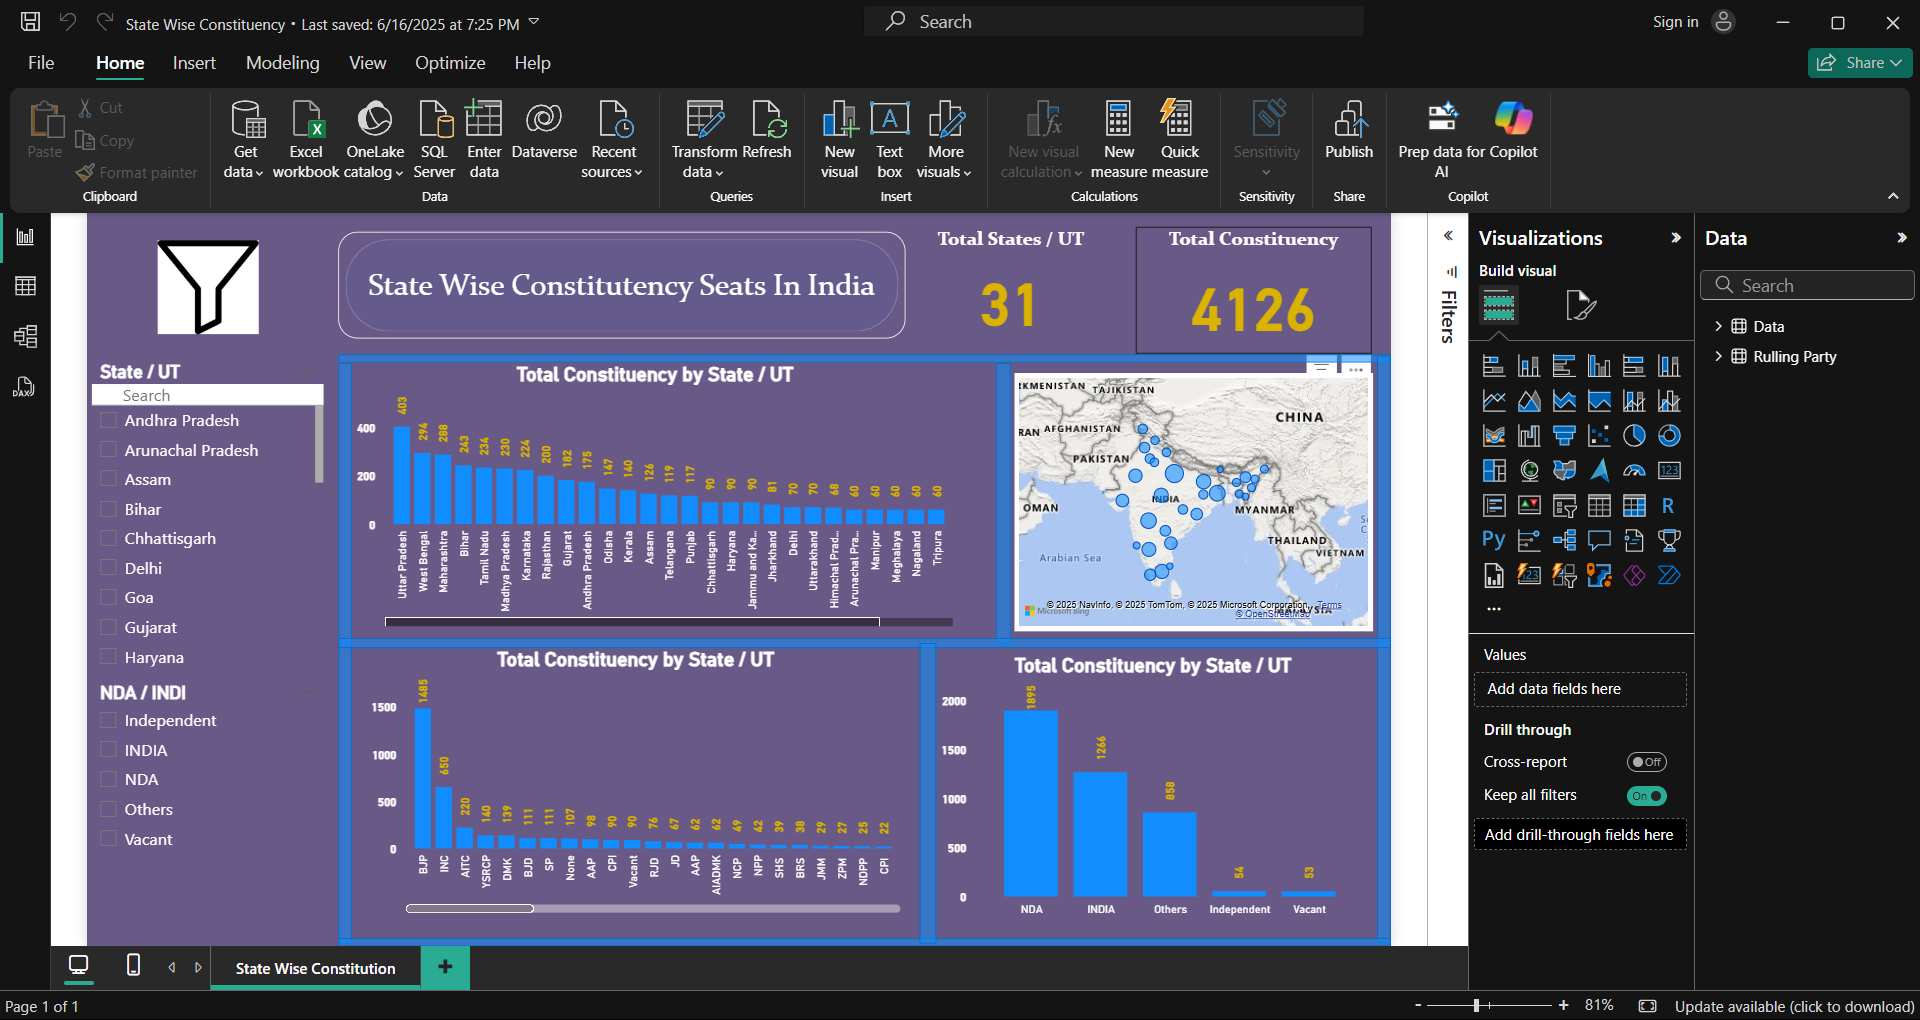 State Wise Constituency • Last saved: 6/16/2025 at 7:25 PM
Search
Sign in
File Home Insert Modeling View Optimize Help
Share
Paste
Cut
Copy
Format painter
Clipboard
Get data
Excel workbook
OneLake catalog
SQL Server
Enter data
Dataverse
Recent sources
Data
Transform data
Refresh
Queries
New visual
Text box
More visuals
Insert
New visual calculation
New measure
Quick measure
Calculations
Sensitivity
Sensitivity
Publish
Share
Prep data for AI
Copilot
Copilot
State Wise Constitutency Seats In India
Total States / UT
31
Total Constituency
4126
State / UT
Search
Andhra Pradesh
Arunachal Pradesh
Assam
Bihar
Chhattisgarh
Delhi
Goa
Gujarat
Haryana
NDA / INDI
Independent
INDIA
NDA
Others
Vacant
Total Constituency by State / UT
400
200
0
403 294 288 243 234 230 224 200 182 175 147 140 126 119 117 90 90 90 81 70 70 68 60 60 60 60 60
Uttar Pradesh
West Bengal
Maharashtra
Bihar
Tamil Nadu
Madhya Pradesh
Karnataka
Rajasthan
Gujarat
Andhra Pradesh
Odisha
Kerala
Assam
Telangana
Punjab
Chhattisgarh
Haryana
Jammu and Ka...
Jharkhand
Delhi
Uttarakhand
Himachal Prad...
Arunachal Pra...
Manipur
Meghalaya
Nagaland
Tripura
KMENISTAN
TAJIKISTAN
CHINA
RAN
AFGHANISTAN
PAKISTAN
INDIA
OMAN
MYANMAR
THAILAND
VIETNAM
Arabian Sea
MALAYSIA
Microsoft Bing
© 2025 NavInfo, © 2025 TomTom, © 2025 Microsoft Corporation, Terms
© OpenStreetMap
Total Constituency by State / UT
1500
1000
500
0
1485 650 220 140 139 111 111 107 98 90 90 76 67 62 62 49 42 39 38 29 27 25 22
BJP
INC
AITC
YSRCP
DMK
BJD
SP
None
AAP
CPI
Vacant
RJD
JD
AAP
AIADMK
NCP
NPP
SHS
BRS
JMM
ZPM
NDPP
CPI
Total Constituency by State / UT
2000
1500
1000
500
0
1895 1266 858 54 53
NDA INDIA Others Independent Vacant
Filters
Visualizations
Build visual
123
R
Py
123
Values
Add data fields here
Drill through
Cross-report
Off
Keep all filters
On
Add drill-through fields here
Data
Search
Data
Rulling Party
DAX
State Wise Constitution
+
Page 1 of 1
- + 81%
Update available (click to download)